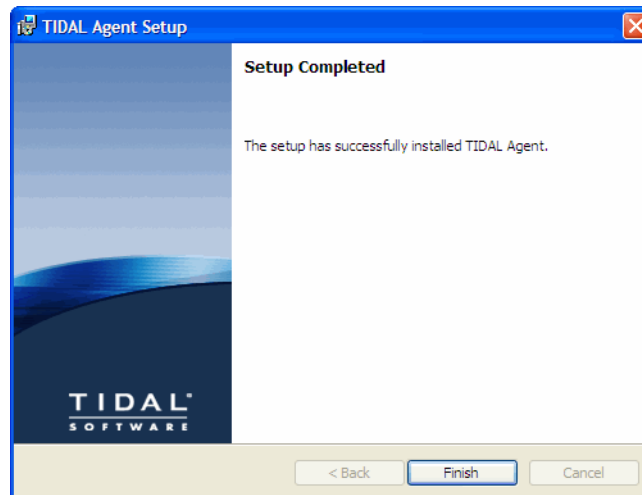 TIDAL Agent Setup
Setup Completed
The setup has successfully installed TIDAL Agent.
TIDAL
SOFTWARE
< Back
Finish
Cancel